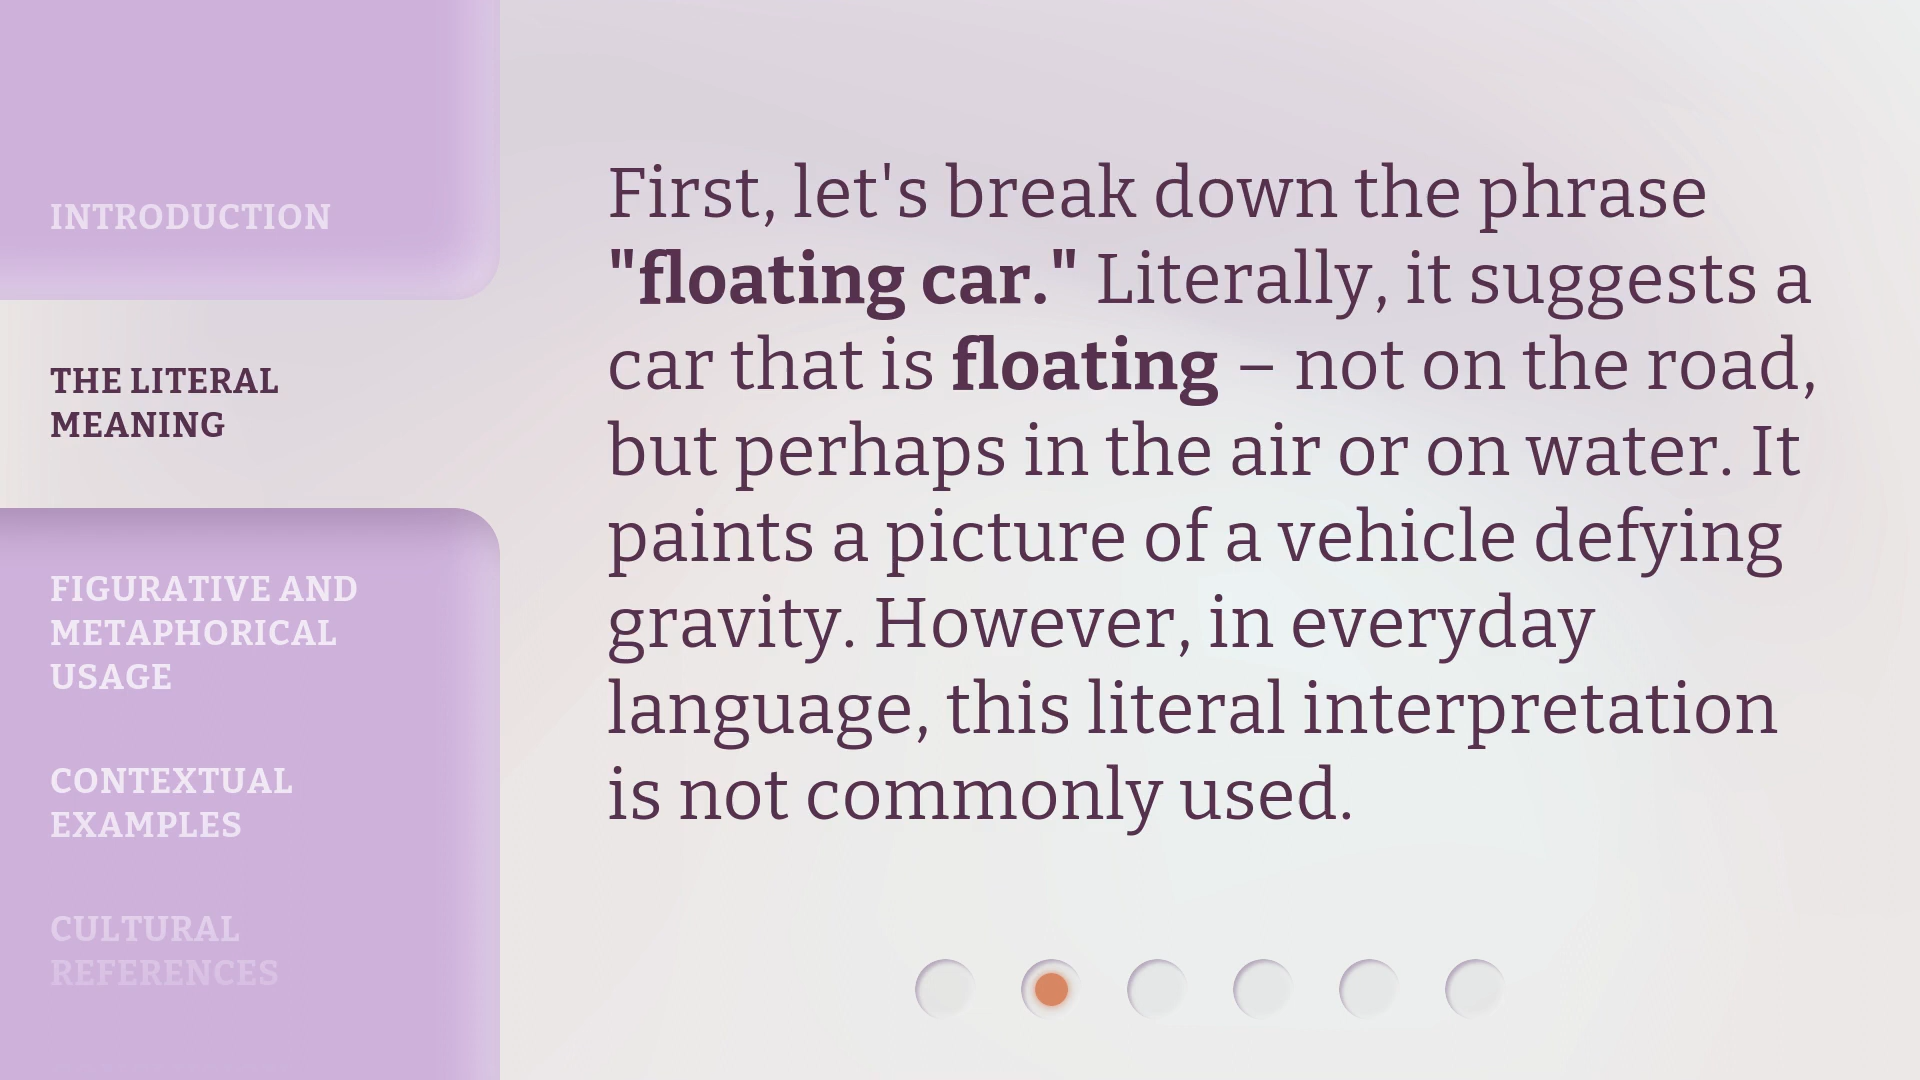 INTRODUCTION
THE LITERAL
MEANING
FIGURATIVE AND
METAPHORICAL
USAGE
CONTEXTUAL
EXAMPLES
CULTURAL
REFERENCES
First, let's break down the phrase
"floating car." Literally, it suggests a
car that is floating – not on the road,
but perhaps in the air or on water. It
paints a picture of a vehicle defying
gravity. However, in everyday
language, this literal interpretation
is not commonly used.